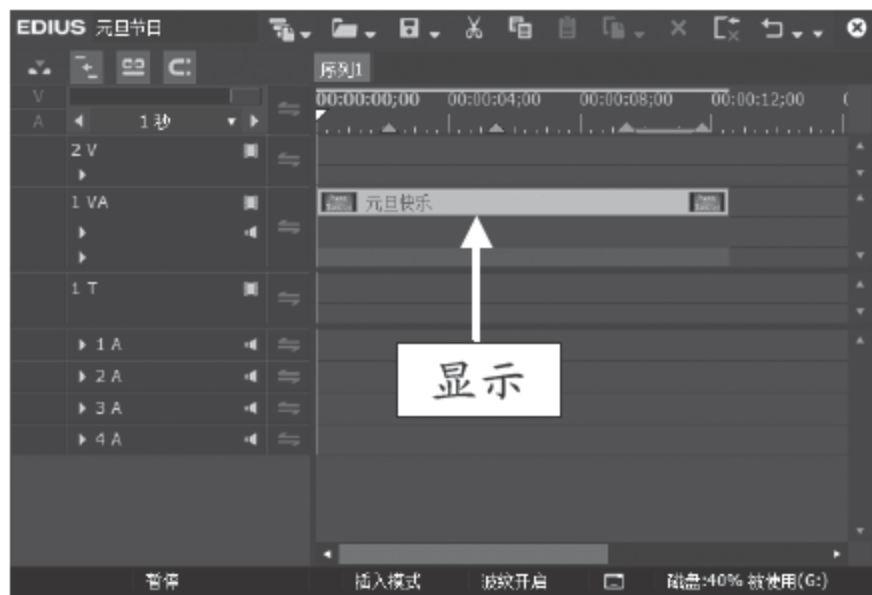 EDIUS 元旦节日
序列1
V
A
1 秒
00:00:00;00 00:00:04;00 00:00:08;00 00:00:12;00
2 V
1 VA
元旦快乐
1 T
显示
1 A
2 A
3 A
4 A
暂停 插入模式 波纹开启 磁盘:40% 被使用(G:)